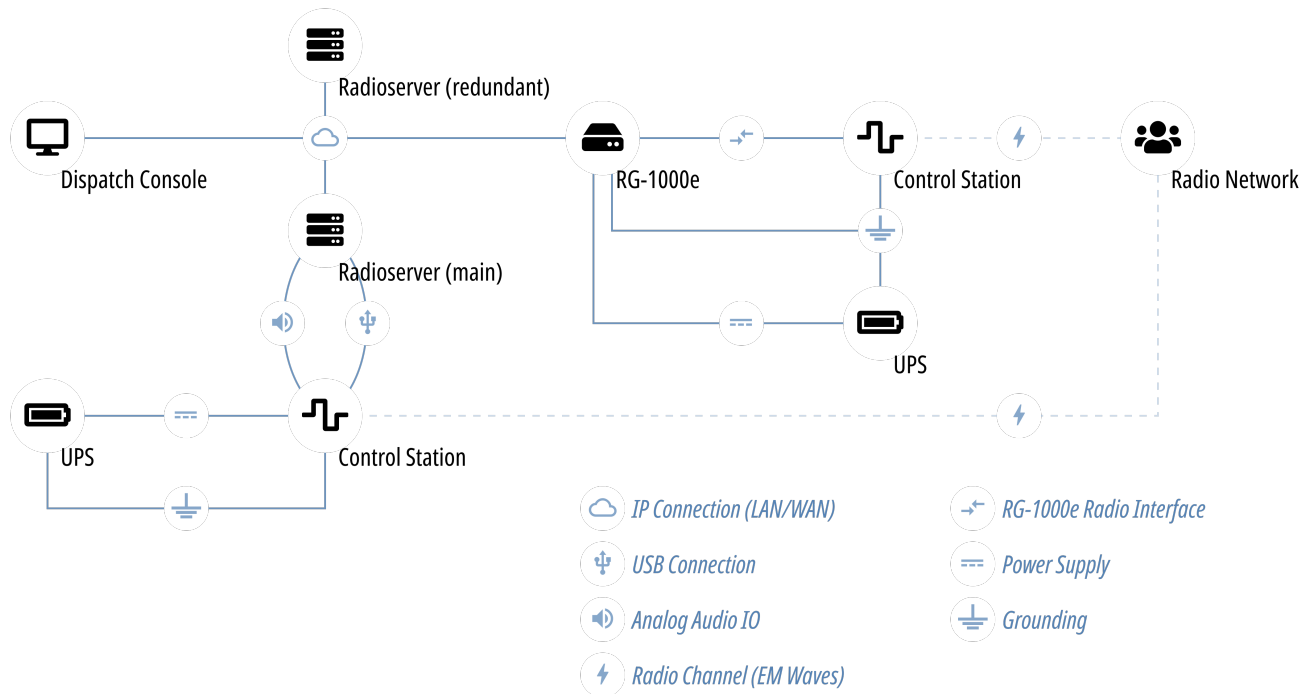 Radioserver (redundant)
Dispatch Console
RG-1000e
Control Station
Radio Network
Radioserver (main)
UPS
UPS
Control Station
IP Connection (LAN/WAN)
RG-1000e Radio Interface
USB Connection
Power Supply
Analog Audio IO
Grounding
Radio Channel (EM Waves)